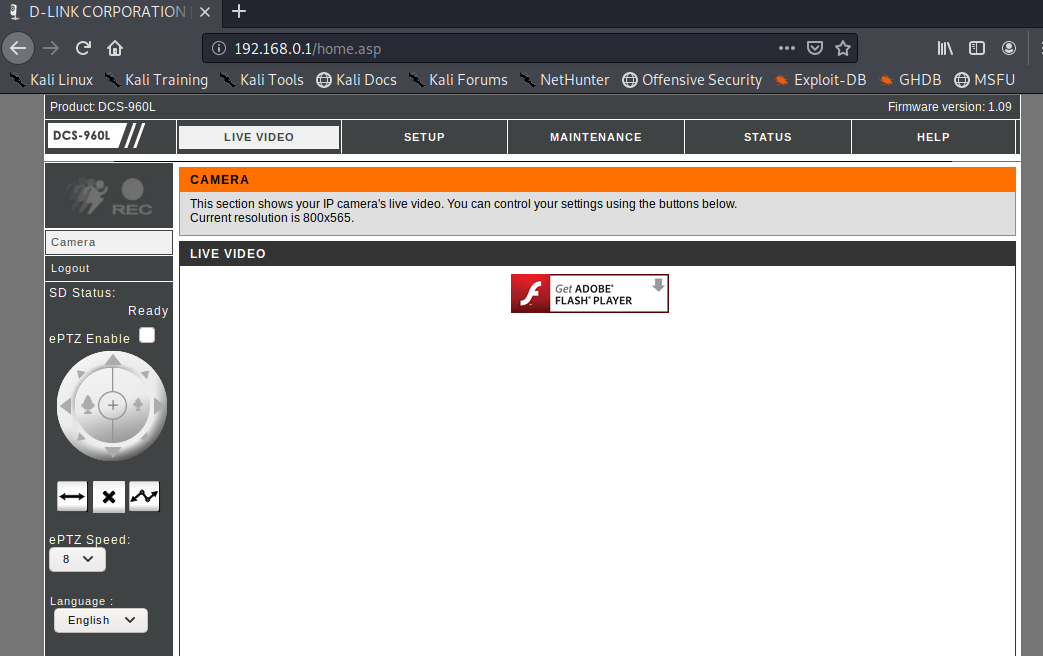 D-LINK CORPORATION
192.168.0.1/home.asp
Kali Linux Kali Training Kali Tools Kali Docs Kali Forums NetHunter Offensive Security Exploit-DB GHDB MSFU
Product: DCS-960L Firmware version: 1.09
DCS-960L LIVE VIDEO SETUP MAINTENANCE STATUS HELP
REC
Camera
Logout
SD Status:
Ready
ePTZ Enable
ePTZ Speed:
8
Language :
English
CAMERA
This section shows your IP camera's live video. You can control your settings using the buttons below.
Current resolution is 800x565.
LIVE VIDEO
Get ADOBE®
FLASH® PLAYER